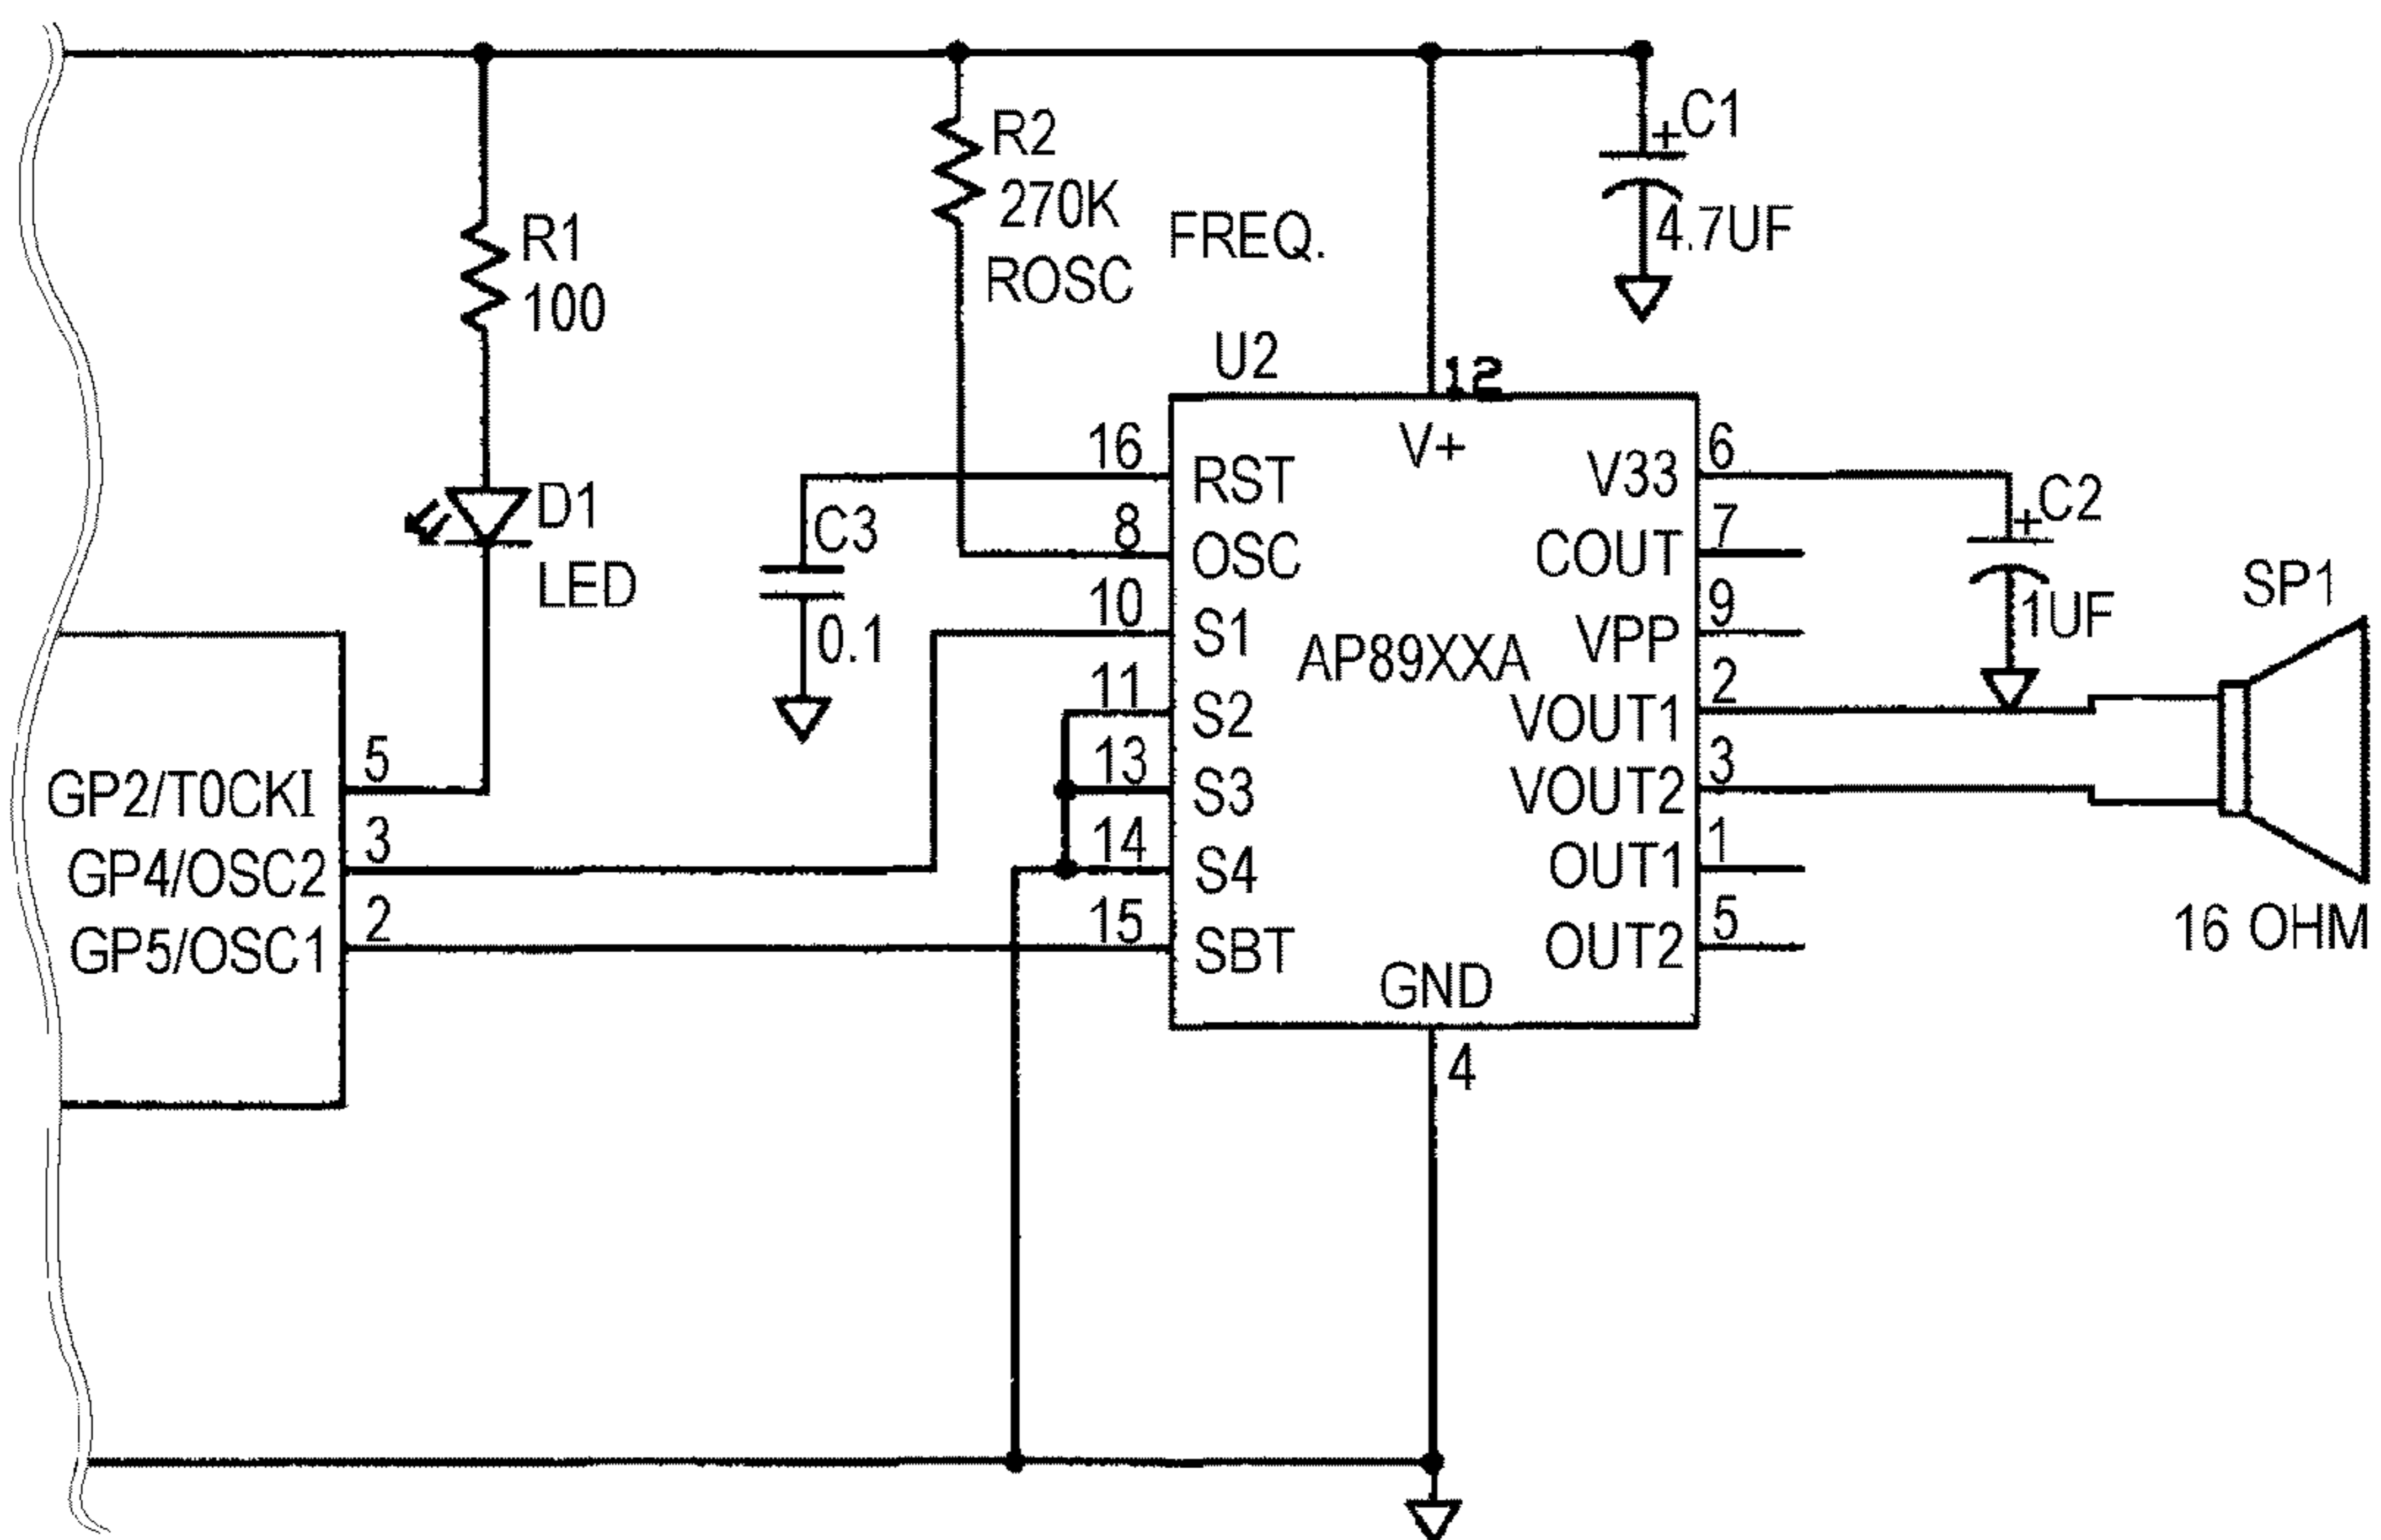 R1
100
D1
LED
R2
270K
ROSC
FREQ.
+C1
4.7UF
U2
12
V+
16
RST
8
OSC
10
S1
11
S2
13
S3
14
S4
15
SBT
AP89XXA
GND
4
6
V33
7
COUT
9
VPP
2
VOUT1
3
VOUT2
1
OUT1
5
OUT2
C3
0.1
+C2
1UF
SP1
16 OHM
GP2/T0CKI
5
GP4/OSC2
3
GP5/OSC1
2